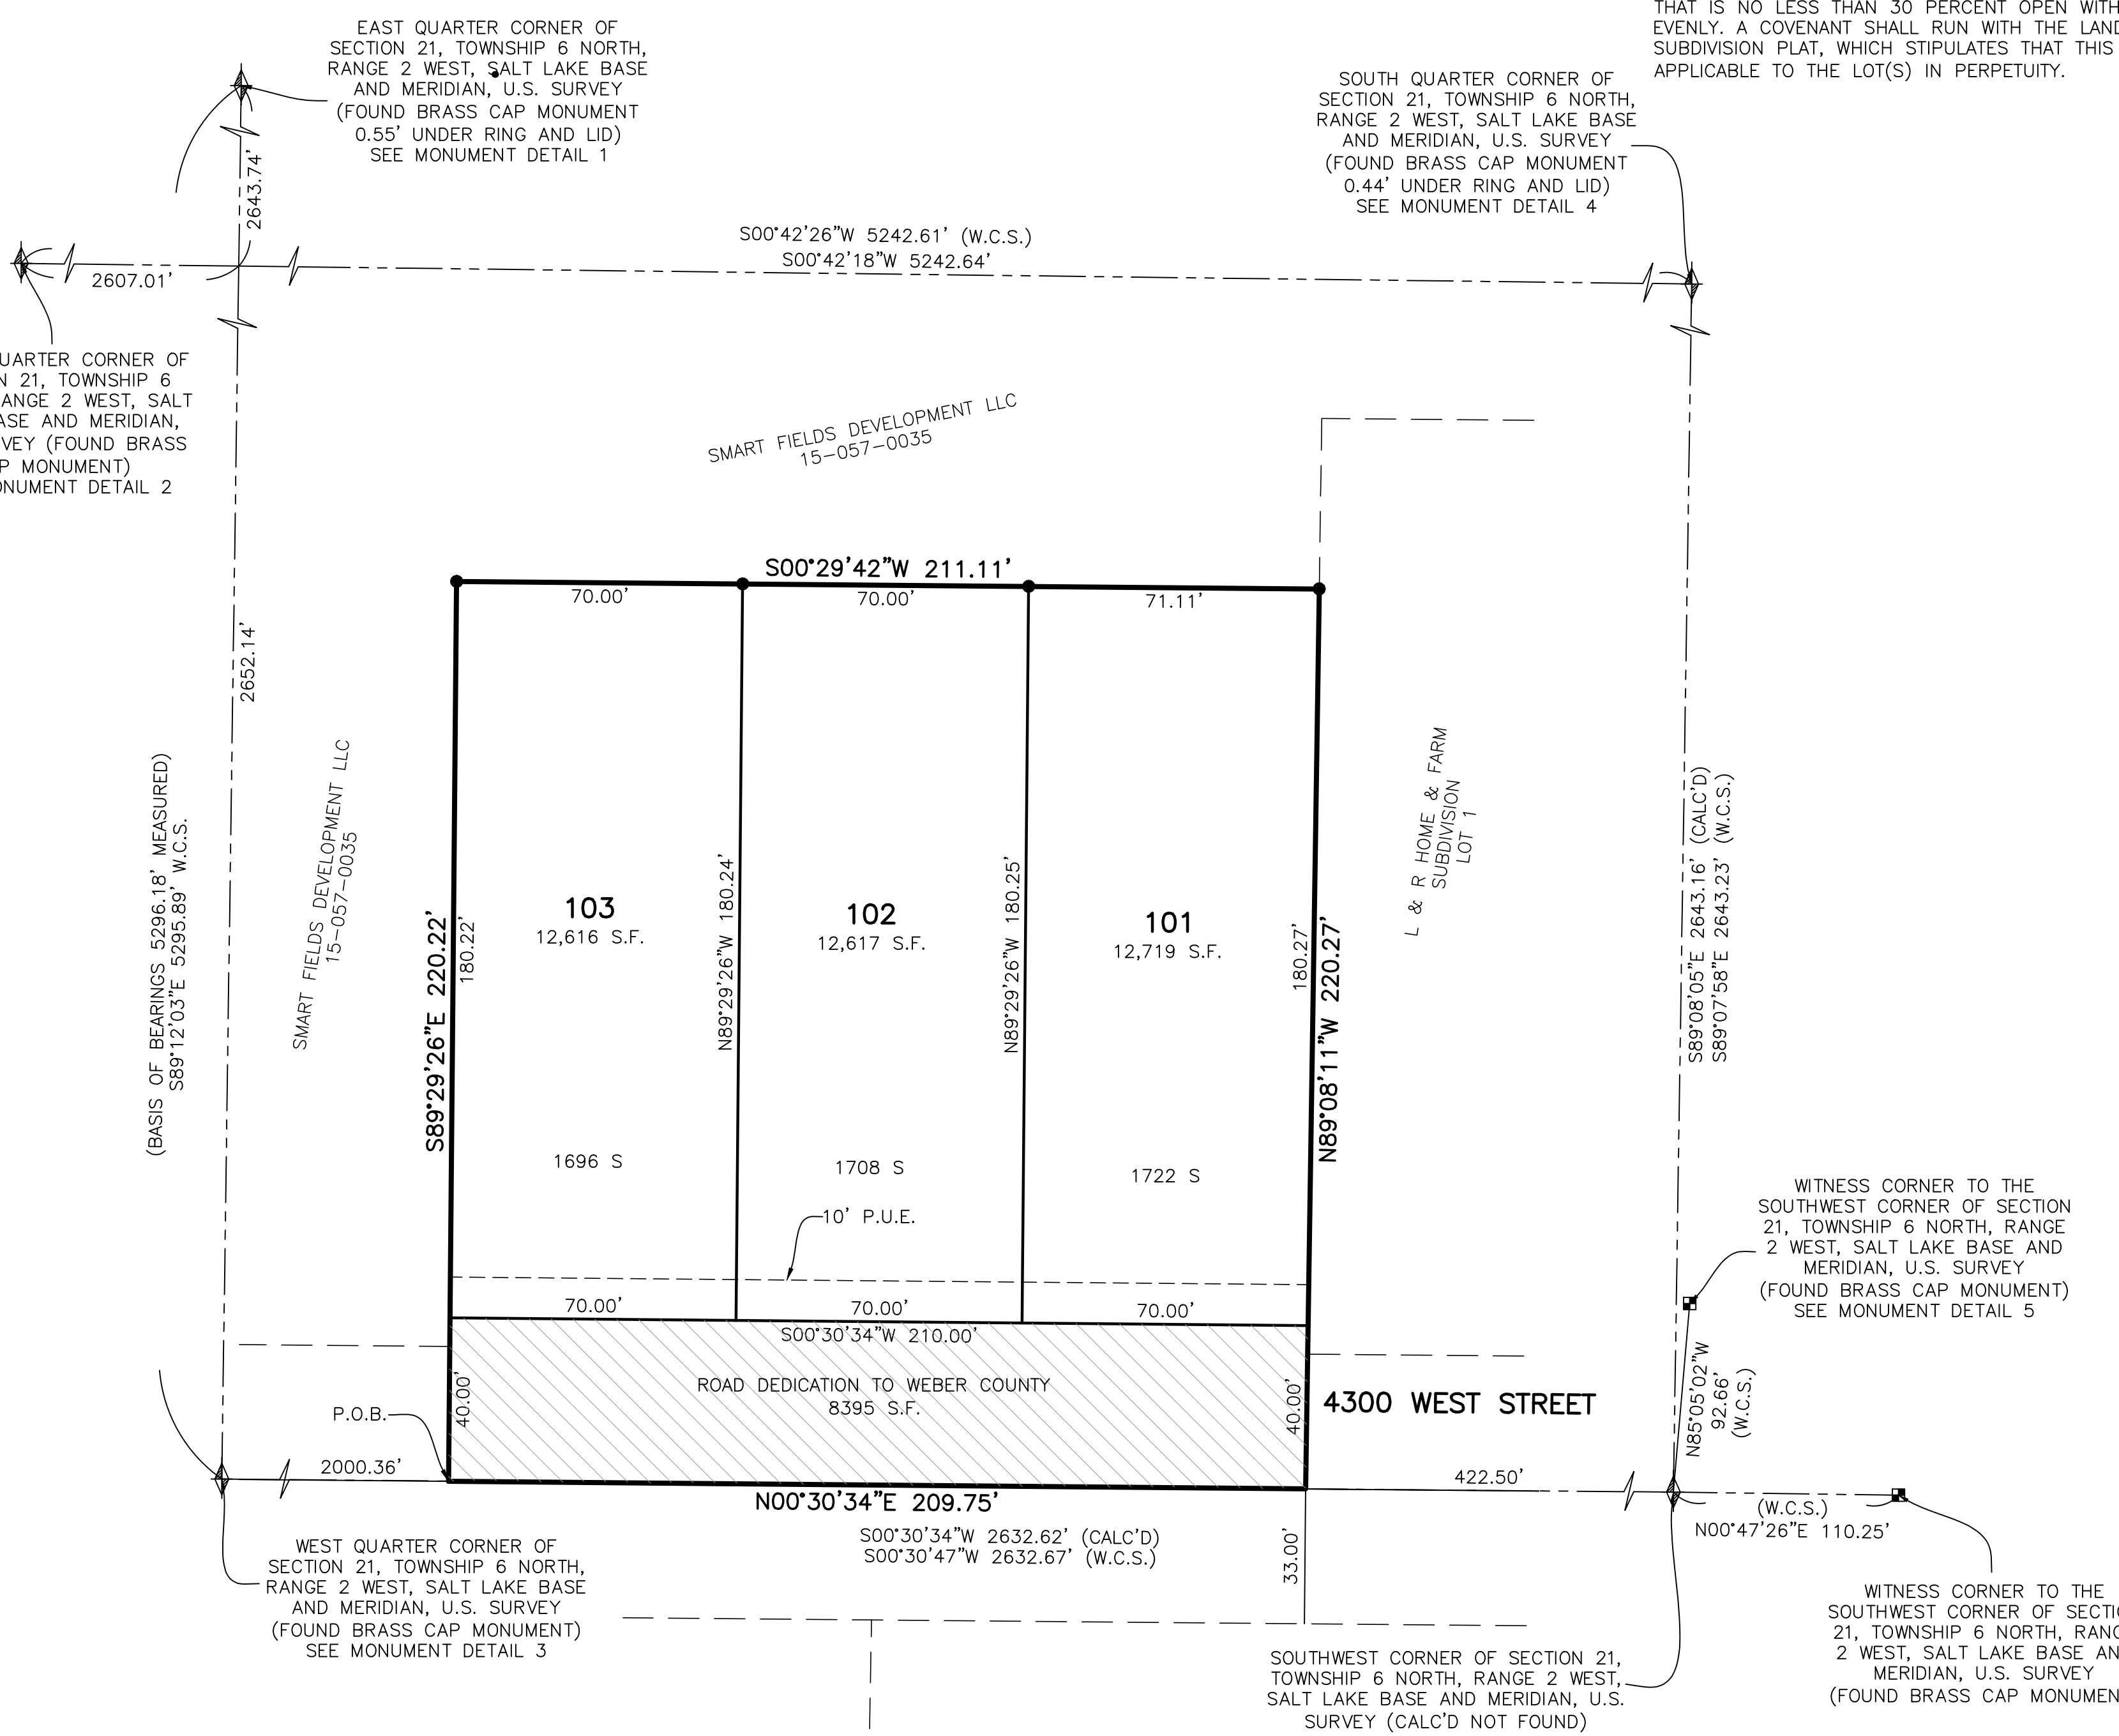 THAT IS NO LESS THAN 30 PERCENT OPEN WITH
EVENLY. A COVENANT SHALL RUN WITH THE LAND
SUBDIVISION PLAT, WHICH STIPULATES THAT THIS
APPLICABLE TO THE LOT(S) IN PERPETUITY.
EAST QUARTER CORNER OF
SECTION 21, TOWNSHIP 6 NORTH,
RANGE 2 WEST, SALT LAKE BASE
AND MERIDIAN, U.S. SURVEY
(FOUND BRASS CAP MONUMENT
0.55' UNDER RING AND LID)
SEE MONUMENT DETAIL 1
SOUTH QUARTER CORNER OF
SECTION 21, TOWNSHIP 6 NORTH,
RANGE 2 WEST, SALT LAKE BASE
AND MERIDIAN, U.S. SURVEY
(FOUND BRASS CAP MONUMENT
0.44' UNDER RING AND LID)
SEE MONUMENT DETAIL 4
2643.74'
S00°42'26"W 5242.61' (W.C.S.)
S00°42'18"W 5242.64'
2607.01'
UARTER CORNER OF
N 21, TOWNSHIP 6
ANGE 2 WEST, SALT
ASE AND MERIDIAN,
VEY (FOUND BRASS
P MONUMENT)
ONUMENT DETAIL 2
SMART FIELDS DEVELOPMENT LLC
15-057-0035
S00°29'42"W 211.11'
70.00'
70.00'
71.11'
2652.14'
(BASIS OF BEARINGS 5296.18' MEASURED)
S89°12'03"E 5295.89' W.C.S.
SMART FIELDS DEVELOPMENT LLC
15-057-0035
S89°29'26"E 220.22'
180.22'
103
12,616 S.F.
N89°29'26"W 180.24'
102
12,617 S.F.
N89°29'26"W 180.25'
101
12,719 S.F.
180.27'
N89°08'11"W 220.27'
L & R HOME & FARM
SUBDIVISION
LOT 1
S89°08'05"E 2643.16' (CALC'D)
S89°07'58"E 2643.23' (W.C.S.)
1696 S
1708 S
1722 S
10' P.U.E.
WITNESS CORNER TO THE
SOUTHWEST CORNER OF SECTION
21, TOWNSHIP 6 NORTH, RANGE
2 WEST, SALT LAKE BASE AND
MERIDIAN, U.S. SURVEY
(FOUND BRASS CAP MONUMENT)
SEE MONUMENT DETAIL 5
70.00'
70.00'
70.00'
S00°30'34"W 210.00'
ROAD DEDICATION TO WEBER COUNTY
8395 S.F.
40.00'
40.00'
4300 WEST STREET
N85°05'02"W
92.66'
(W.C.S.)
P.O.B.
2000.36'
422.50'
N00°30'34"E 209.75'
S00°30'34"W 2632.62' (CALC'D)
S00°30'47"W 2632.67' (W.C.S.)
33.00'
(W.C.S.)
N00°47'26"E 110.25'
WEST QUARTER CORNER OF
SECTION 21, TOWNSHIP 6 NORTH,
RANGE 2 WEST, SALT LAKE BASE
AND MERIDIAN, U.S. SURVEY
(FOUND BRASS CAP MONUMENT)
SEE MONUMENT DETAIL 3
SOUTHWEST CORNER OF SECTION 21,
TOWNSHIP 6 NORTH, RANGE 2 WEST,
SALT LAKE BASE AND MERIDIAN, U.S.
SURVEY (CALC'D NOT FOUND)
WITNESS CORNER TO THE
SOUTHWEST CORNER OF SECTIO
21, TOWNSHIP 6 NORTH, RANG
2 WEST, SALT LAKE BASE AN
MERIDIAN, U.S. SURVEY
(FOUND BRASS CAP MONUMEN